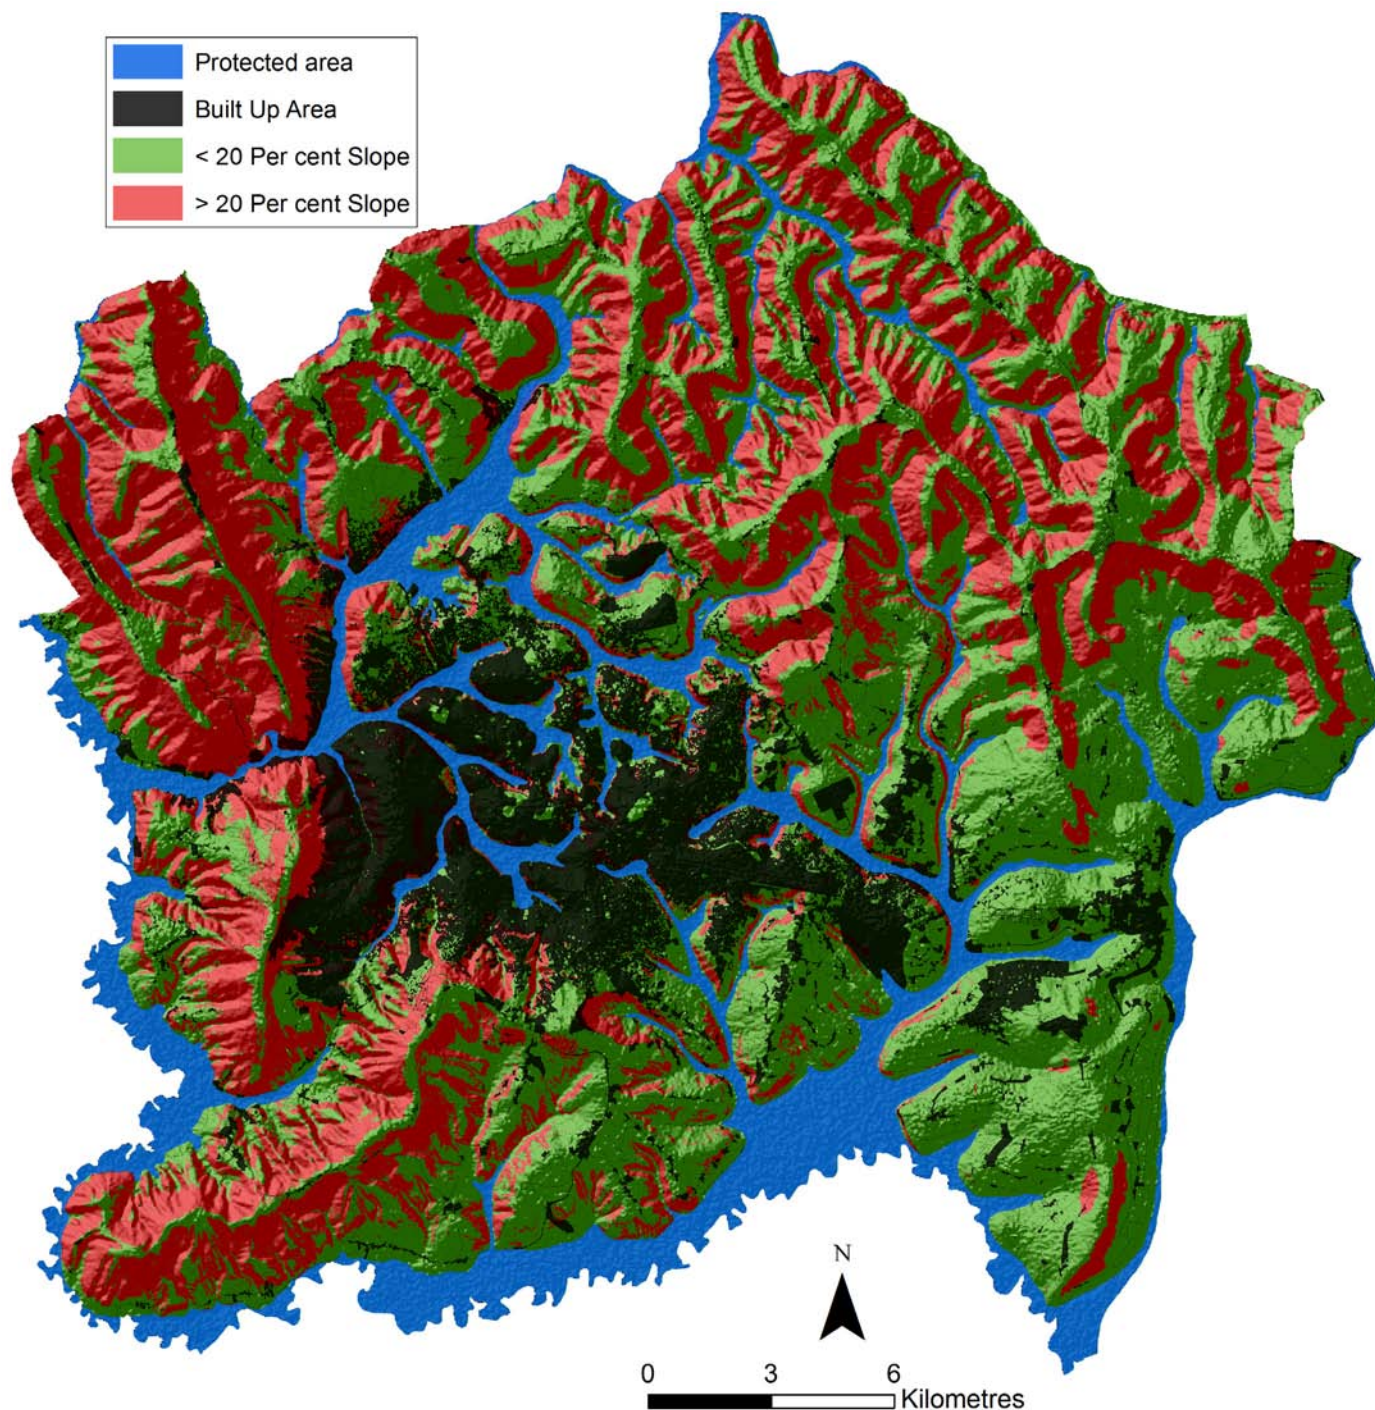 Protected area
Built Up Area
< 20 Per cent Slope
> 20 Per cent Slope
N
0 3 6
Kilometres